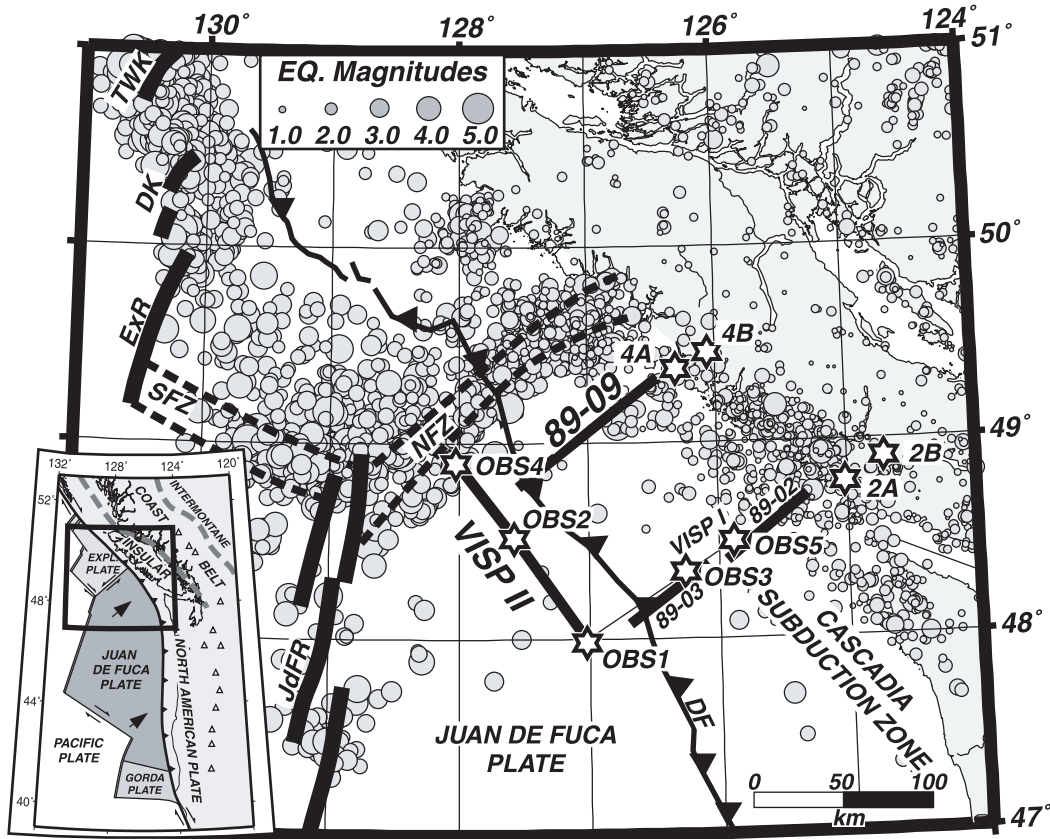 130°
128°
126°
124°
51°
50°
49°
48°
47°
EQ. Magnitudes
1.0 2.0 3.0 4.0 5.0
TWK
DK
ExR
SFZ
NFZ
4A
4B
89-09
2B
2A
OBS4
OBS2
89-02
VISP I
OBS5
OBS3
89-03
VISP II
OBS1
JdFR
DF
CASCADIA
SUBDUCTION ZONE
JUAN DE FUCA
PLATE
0 50 100
km
132° 128° 124° 120°
52°
48°
44°
40°
COAST
BELT
INTERMONTANE
INSULAR
EXPL
PLATE
JUAN
DE FUCA
PLATE
NORTH AMERICAN PLATE
PACIFIC
PLATE
GORDA
PLATE